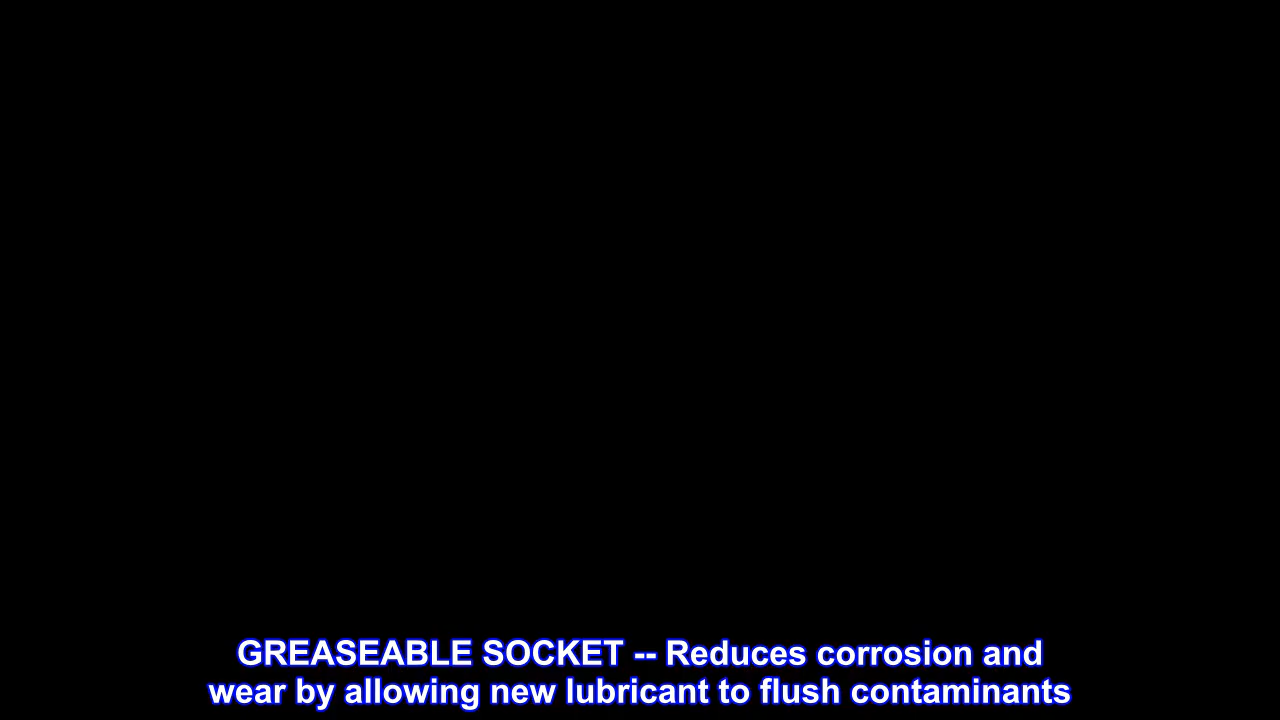 GREASEABLE SOCKET -- Reduces corrosion and
wear by allowing new lubricant to flush contaminants